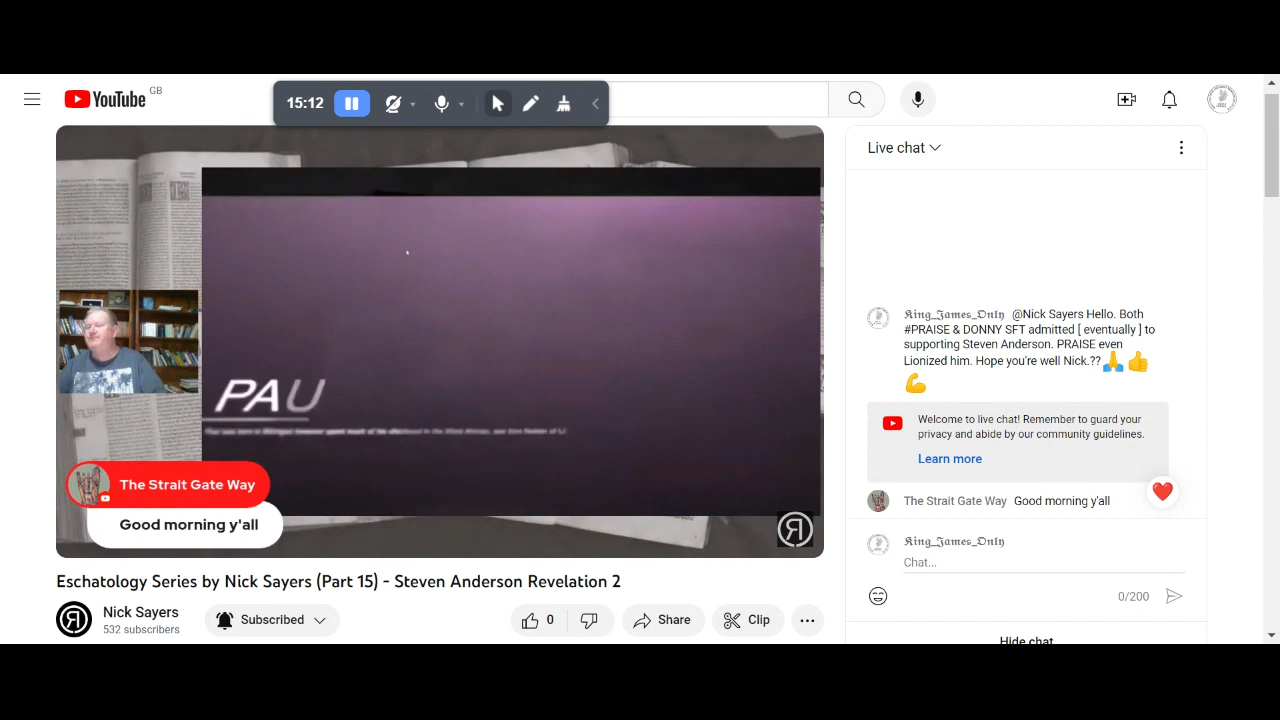 YouTube GB
15:12
Live chat
𝔎𝔦𝔫𝔤_𝔍𝔞𝔪𝔢𝔰_𝔒𝔫𝔩𝔶 @Nick Sayers Hello. Both
#PRAISE & DONNY SFT admitted [ eventually ] to
supporting Steven Anderson. PRAISE even
Lionized him. Hope you're well Nick.??🙏👍
💪
PAU
Welcome to live chat! Remember to guard your
privacy and abide by our community guidelines.
Learn more
The Strait Gate Way
Good morning y'all
The Strait Gate Way Good morning y'all
𝔎𝔦𝔫𝔤_𝔍𝔞𝔪𝔢𝔰_𝔒𝔫𝔩𝔶
Chat...
0/200
Hide chat
Eschatology Series by Nick Sayers (Part 15) - Steven Anderson Revelation 2
Nick Sayers
532 subscribers
Subscribed
0
Share
Clip